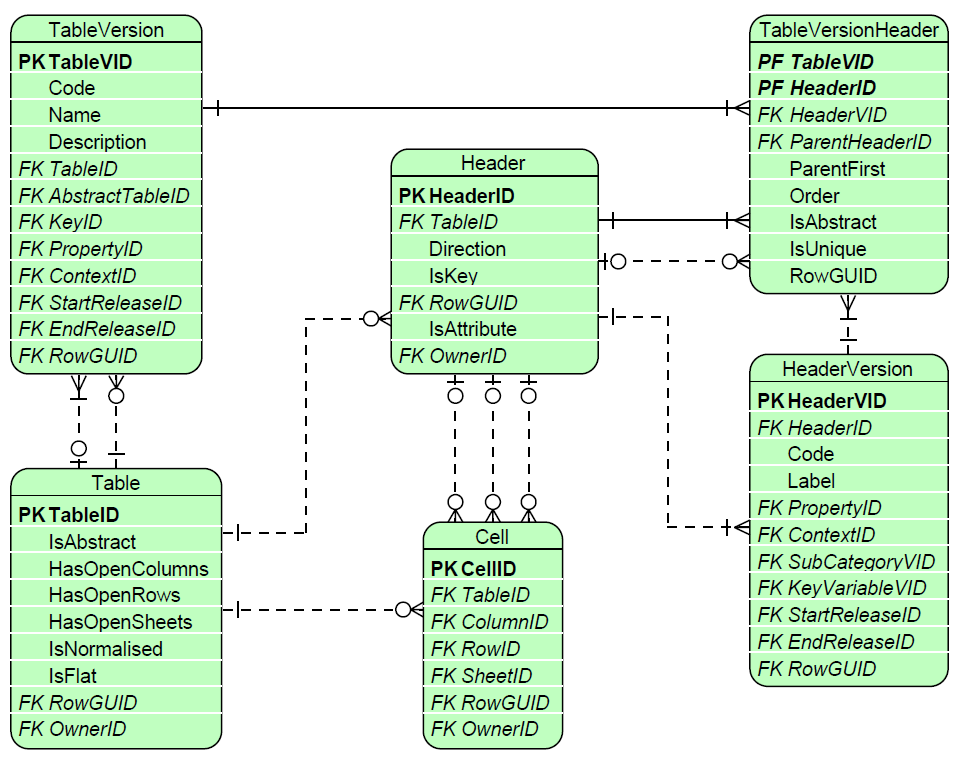 TableVersion
PK TableVID
Code
Name
Description
FK TableID
FK AbstractTableID
FK KeyID
FK PropertyID
FK ContextID
FK StartReleaseID
FK EndReleaseID
FK RowGUID
Table
PK TableID
IsAbstract
HasOpenColumns
HasOpenRows
HasOpenSheets
IsNormalised
IsFlat
FK RowGUID
FK OwnerID
Header
PK HeaderID
FK TableID
Direction
IsKey
FK RowGUID
IsAttribute
FK OwnerID
Cell
PK CellID
FK TableID
FK ColumnID
FK RowID
FK SheetID
FK RowGUID
FK OwnerID
TableVersionHeader
PF TableVID
PF HeaderID
FK HeaderVID
FK ParentHeaderID
ParentFirst
Order
IsAbstract
IsUnique
RowGUID
HeaderVersion
PK HeaderVID
FK HeaderID
Code
Label
FK PropertyID
FK ContextID
FK SubCategoryVID
FK KeyVariableVID
FK StartReleaseID
FK EndReleaseID
FK RowGUID